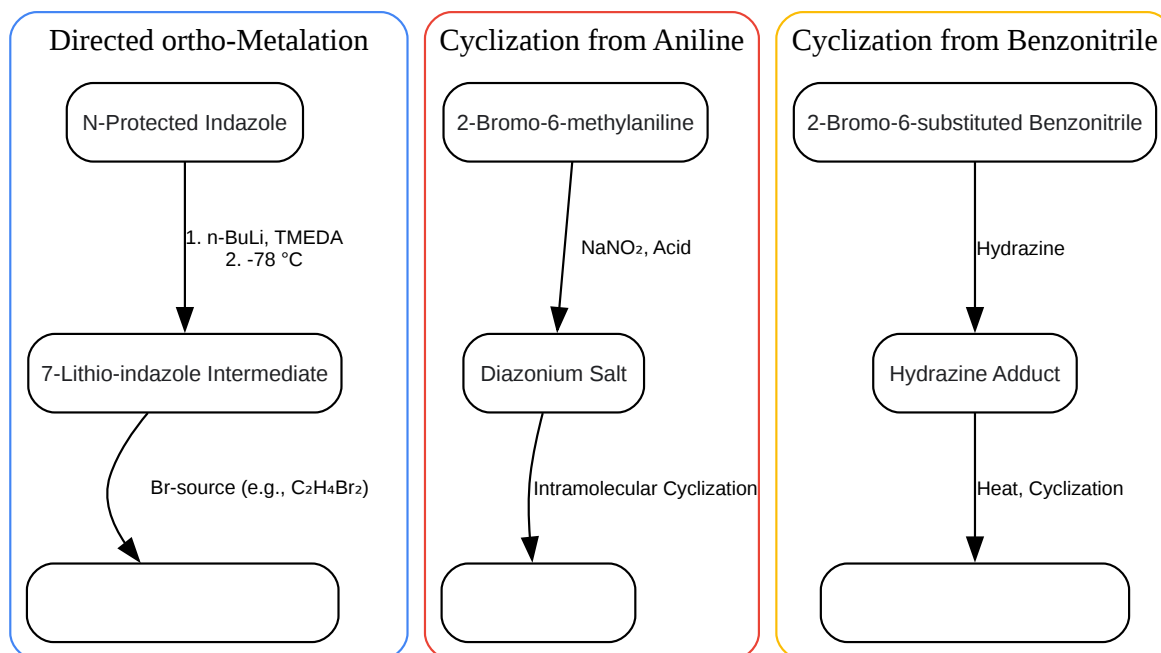 Directed ortho-Metalation
N-Protected Indazole
1. n-BuLi, TMEDA
2. -78 °C
7-Lithio-indazole Intermediate
Br-source (e.g., C₂H₄Br₂)
Cyclization from Aniline
2-Bromo-6-methylaniline
NaNO₂, Acid
Diazonium Salt
Intramolecular Cyclization
Cyclization from Benzonitrile
2-Bromo-6-substituted Benzonitrile
Hydrazine
Hydrazine Adduct
Heat, Cyclization